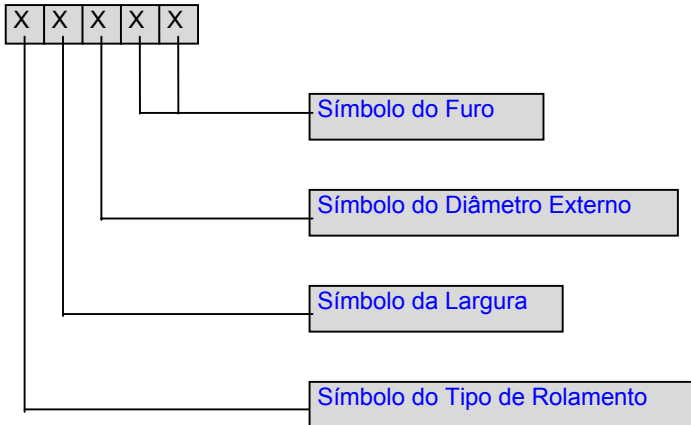 X X X X X
Símbolo do Furo
Símbolo do Diâmetro Externo
Símbolo da Largura
Símbolo do Tipo de Rolamento